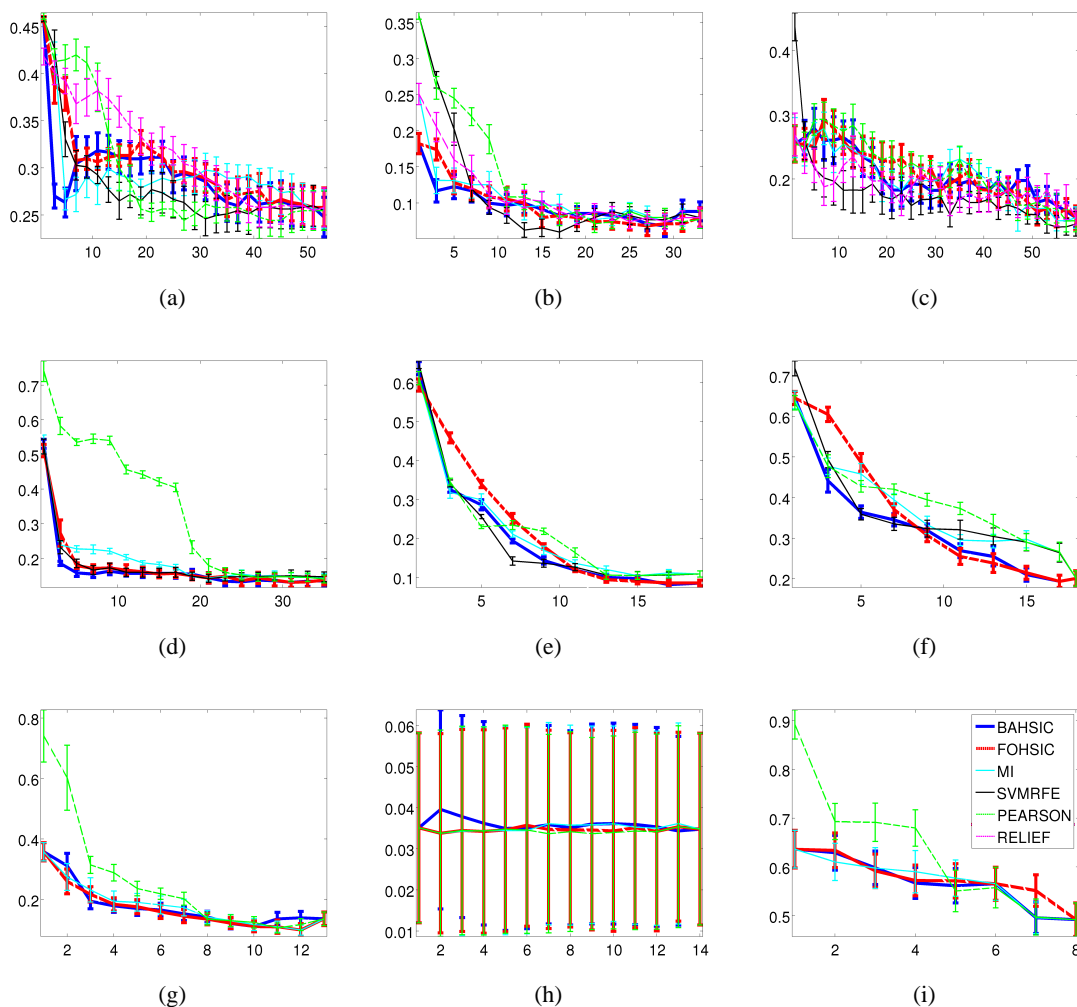 0.45
0.4
0.35
0.3
0.25
10 20 30 40 50
(a)
0.35
0.3
0.25
0.2
0.15
0.1
5 10 15 20 25 30
(b)
0.4
0.3
0.2
10 20 30 40 50
(c)
0.7
0.6
0.5
0.4
0.3
0.2
10 20 30
(d)
0.6
0.5
0.4
0.3
0.2
0.1
5 10 15
(e)
0.7
0.6
0.5
0.4
0.3
0.2
5 10 15
(f)
0.8
0.6
0.4
0.2
2 4 6 8 10 12
(g)
0.06
0.05
0.04
0.03
0.02
0.01
2 4 6 8 10 12 14
(h)
0.9
0.8
0.7
0.6
0.5
2 4 6 8
BAHSIC
FOHSIC
MI
SVMRFE
PEARSON
RELIEF
(i)